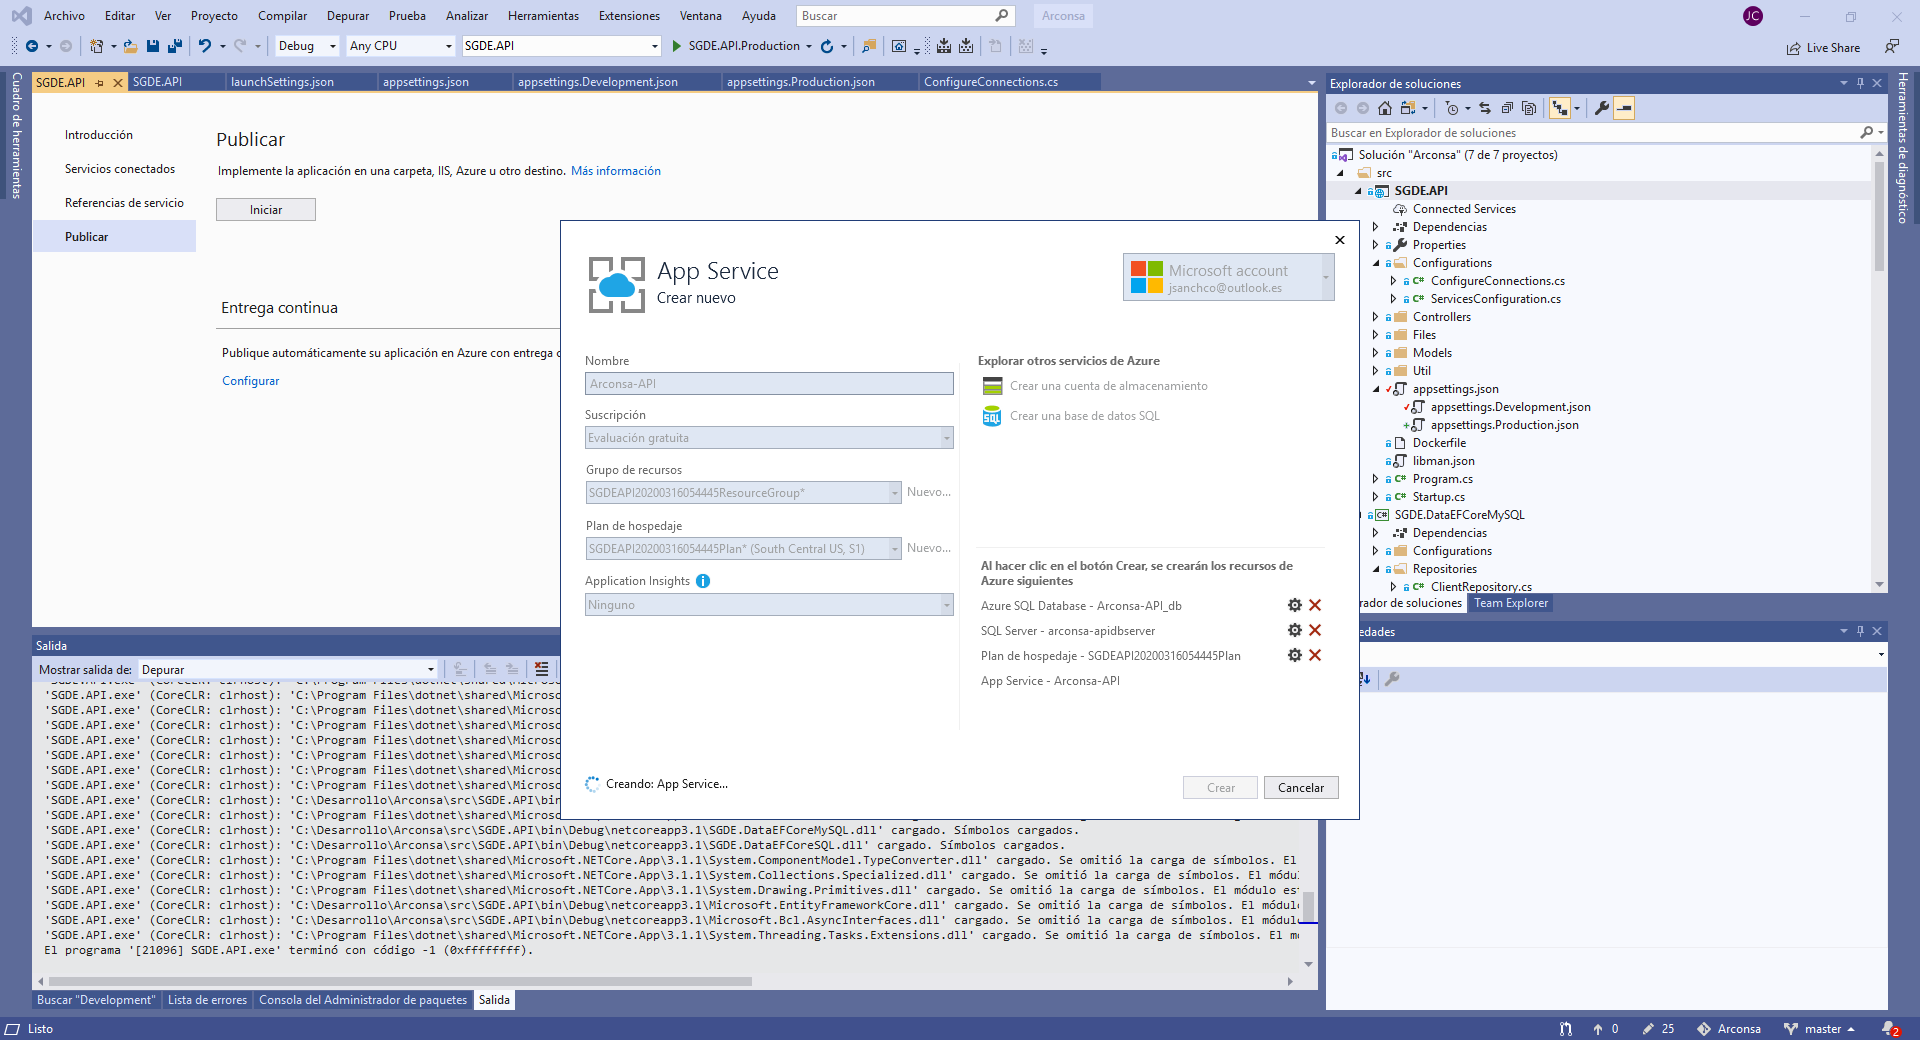 Archivo Editar Ver Proyecto Compilar Depurar Prueba Analizar Herramientas Extensiones Ventana Ayuda Buscar Arconsa JC
Debug Any CPU SGDE.API SGDE.API.Production Live Share
Cuadro de herramientas
SGDE.API SGDE.API launchSettings.json appsettings.json appsettings.Development.json appsettings.Production.json ConfigureConnections.cs
Introducción
Servicios conectados
Referencias de servicio
Publicar
Publicar
Implemente la aplicación en una carpeta, IIS, Azure u otro destino. Más información
Iniciar
Entrega continua
Publique automáticamente su aplicación en Azure con entrega c
Configurar
App Service
Crear nuevo
Microsoft account
jsanchco@outlook.es
Nombre
Arconsa-API
Suscripción
Evaluación gratuita
Grupo de recursos
SGDEAPI20200316054445ResourceGroup* Nuevo...
Plan de hospedaje
SGDEAPI20200316054445Plan* (South Central US, S1) Nuevo...
Application Insights
Ninguno
Explorar otros servicios de Azure
Crear una cuenta de almacenamiento
SQL Crear una base de datos SQL
Al hacer clic en el botón Crear, se crearán los recursos de
Azure siguientes
Azure SQL Database - Arconsa-API_db
SQL Server - arconsa-apidbserver
Plan de hospedaje - SGDEAPI20200316054445Plan
App Service - Arconsa-API
Creando: App Service...
Crear Cancelar
Explorador de soluciones
Buscar en Explorador de soluciones
Solución "Arconsa" (7 de 7 proyectos)
src
SGDE.API
Connected Services
Dependencies
Properties
Configurations
C# ConfigureConnections.cs
C# ServicesConfiguration.cs
Controllers
Files
Models
Util
appsettings.json
appsettings.Development.json
appsettings.Production.json
Dockerfile
libman.json
C# Program.cs
C# Startup.cs
C# SGDE.DataEFCoreMySQL
Dependencies
Configurations
Repositories
C# ClientRepository.cs
rador de soluciones Team Explorer
edades
Herramientas de diagnóstico
Salida
Mostrar salida de: Depurar
'SGDE.API.exe' (CoreCLR: clrhost): 'C:\Program Files\dotnet\shared\Micros
'SGDE.API.exe' (CoreCLR: clrhost): 'C:\Program Files\dotnet\shared\Micros
'SGDE.API.exe' (CoreCLR: clrhost): 'C:\Program Files\dotnet\shared\Micros
'SGDE.API.exe' (CoreCLR: clrhost): 'C:\Program Files\dotnet\shared\Micros
'SGDE.API.exe' (CoreCLR: clrhost): 'C:\Program Files\dotnet\shared\Micros
'SGDE.API.exe' (CoreCLR: clrhost): 'C:\Program Files\dotnet\shared\Micros
'SGDE.API.exe' (CoreCLR: clrhost): 'C:\Program Files\dotnet\shared\Micros
'SGDE.API.exe' (CoreCLR: clrhost): 'C:\Program Files\dotnet\shared\Micros
'SGDE.API.exe' (CoreCLR: clrhost): 'C:\Desarrollo\Arconsa\src\SGDE.API\bin
'SGDE.API.exe' (CoreCLR: clrhost): 'C:\Program Files\dotnet\shared\Micros
'SGDE.API.exe' (CoreCLR: clrhost): 'C:\Desarrollo\Arconsa\src\SGDE.API\bin\Debug\netcoreapp3.1\SGDE.DataEFCoreMySQL.dll' cargado. Símbolos cargados.
'SGDE.API.exe' (CoreCLR: clrhost): 'C:\Desarrollo\Arconsa\src\SGDE.API\bin\Debug\netcoreapp3.1\SGDE.DataEFCoreSQL.dll' cargado. Símbolos cargados.
'SGDE.API.exe' (CoreCLR: clrhost): 'C:\Program Files\dotnet\shared\Microsoft.NETCore.App\3.1.1\System.ComponentModel.TypeConverter.dll' cargado. Se omitió la carga de símbolos. El
'SGDE.API.exe' (CoreCLR: clrhost): 'C:\Program Files\dotnet\shared\Microsoft.NETCore.App\3.1.1\System.Collections.Specialized.dll' cargado. Se omitió la carga de símbolos. El módu
'SGDE.API.exe' (CoreCLR: clrhost): 'C:\Program Files\dotnet\shared\Microsoft.NETCore.App\3.1.1\System.Drawing.Primitives.dll' cargado. Se omitió la carga de símbolos. El módulo es
'SGDE.API.exe' (CoreCLR: clrhost): 'C:\Desarrollo\Arconsa\src\SGDE.API\bin\Debug\netcoreapp3.1\Microsoft.EntityFrameworkCore.dll' cargado. Se omitió la carga de símbolos. El módul
'SGDE.API.exe' (CoreCLR: clrhost): 'C:\Desarrollo\Arconsa\src\SGDE.API\bin\Debug\netcoreapp3.1\Microsoft.Bcl.AsyncInterfaces.dll' cargado. Se omitió la carga de símbolos. El módul
'SGDE.API.exe' (CoreCLR: clrhost): 'C:\Program Files\dotnet\shared\Microsoft.NETCore.App\3.1.1\System.Threading.Tasks.Extensions.dll' cargado. Se omitió la carga de símbolos. El m
El programa '[21096] SGDE.API.exe' terminó con código -1 (0xffffffff).
Buscar "Development" Lista de errores Consola del Administrador de paquetes Salida
Listo 0 25 Arconsa master 2